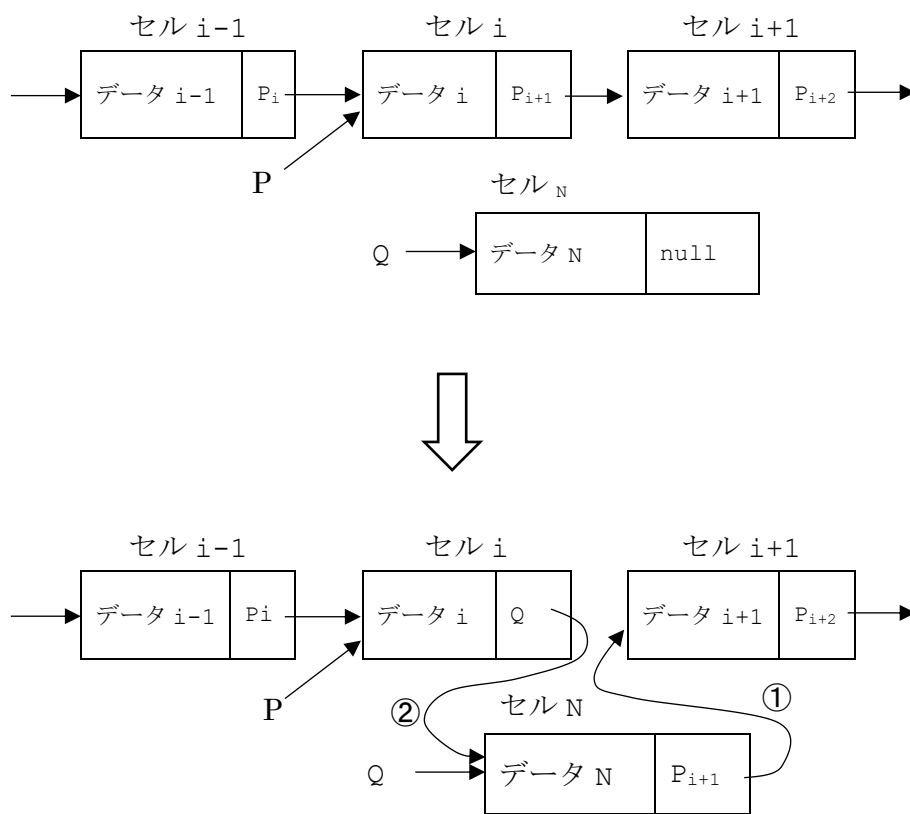 セル i-1 セル i セル i+1
データ i-1 Pi データ i Pi+1 データ i+1 Pi+2
P
セル N
Q データ N null
セル i-1 セル i セル i+1
データ i-1 Pi データ i Q データ i+1 Pi+2
P ② セル N ①
Q データ N Pi+1